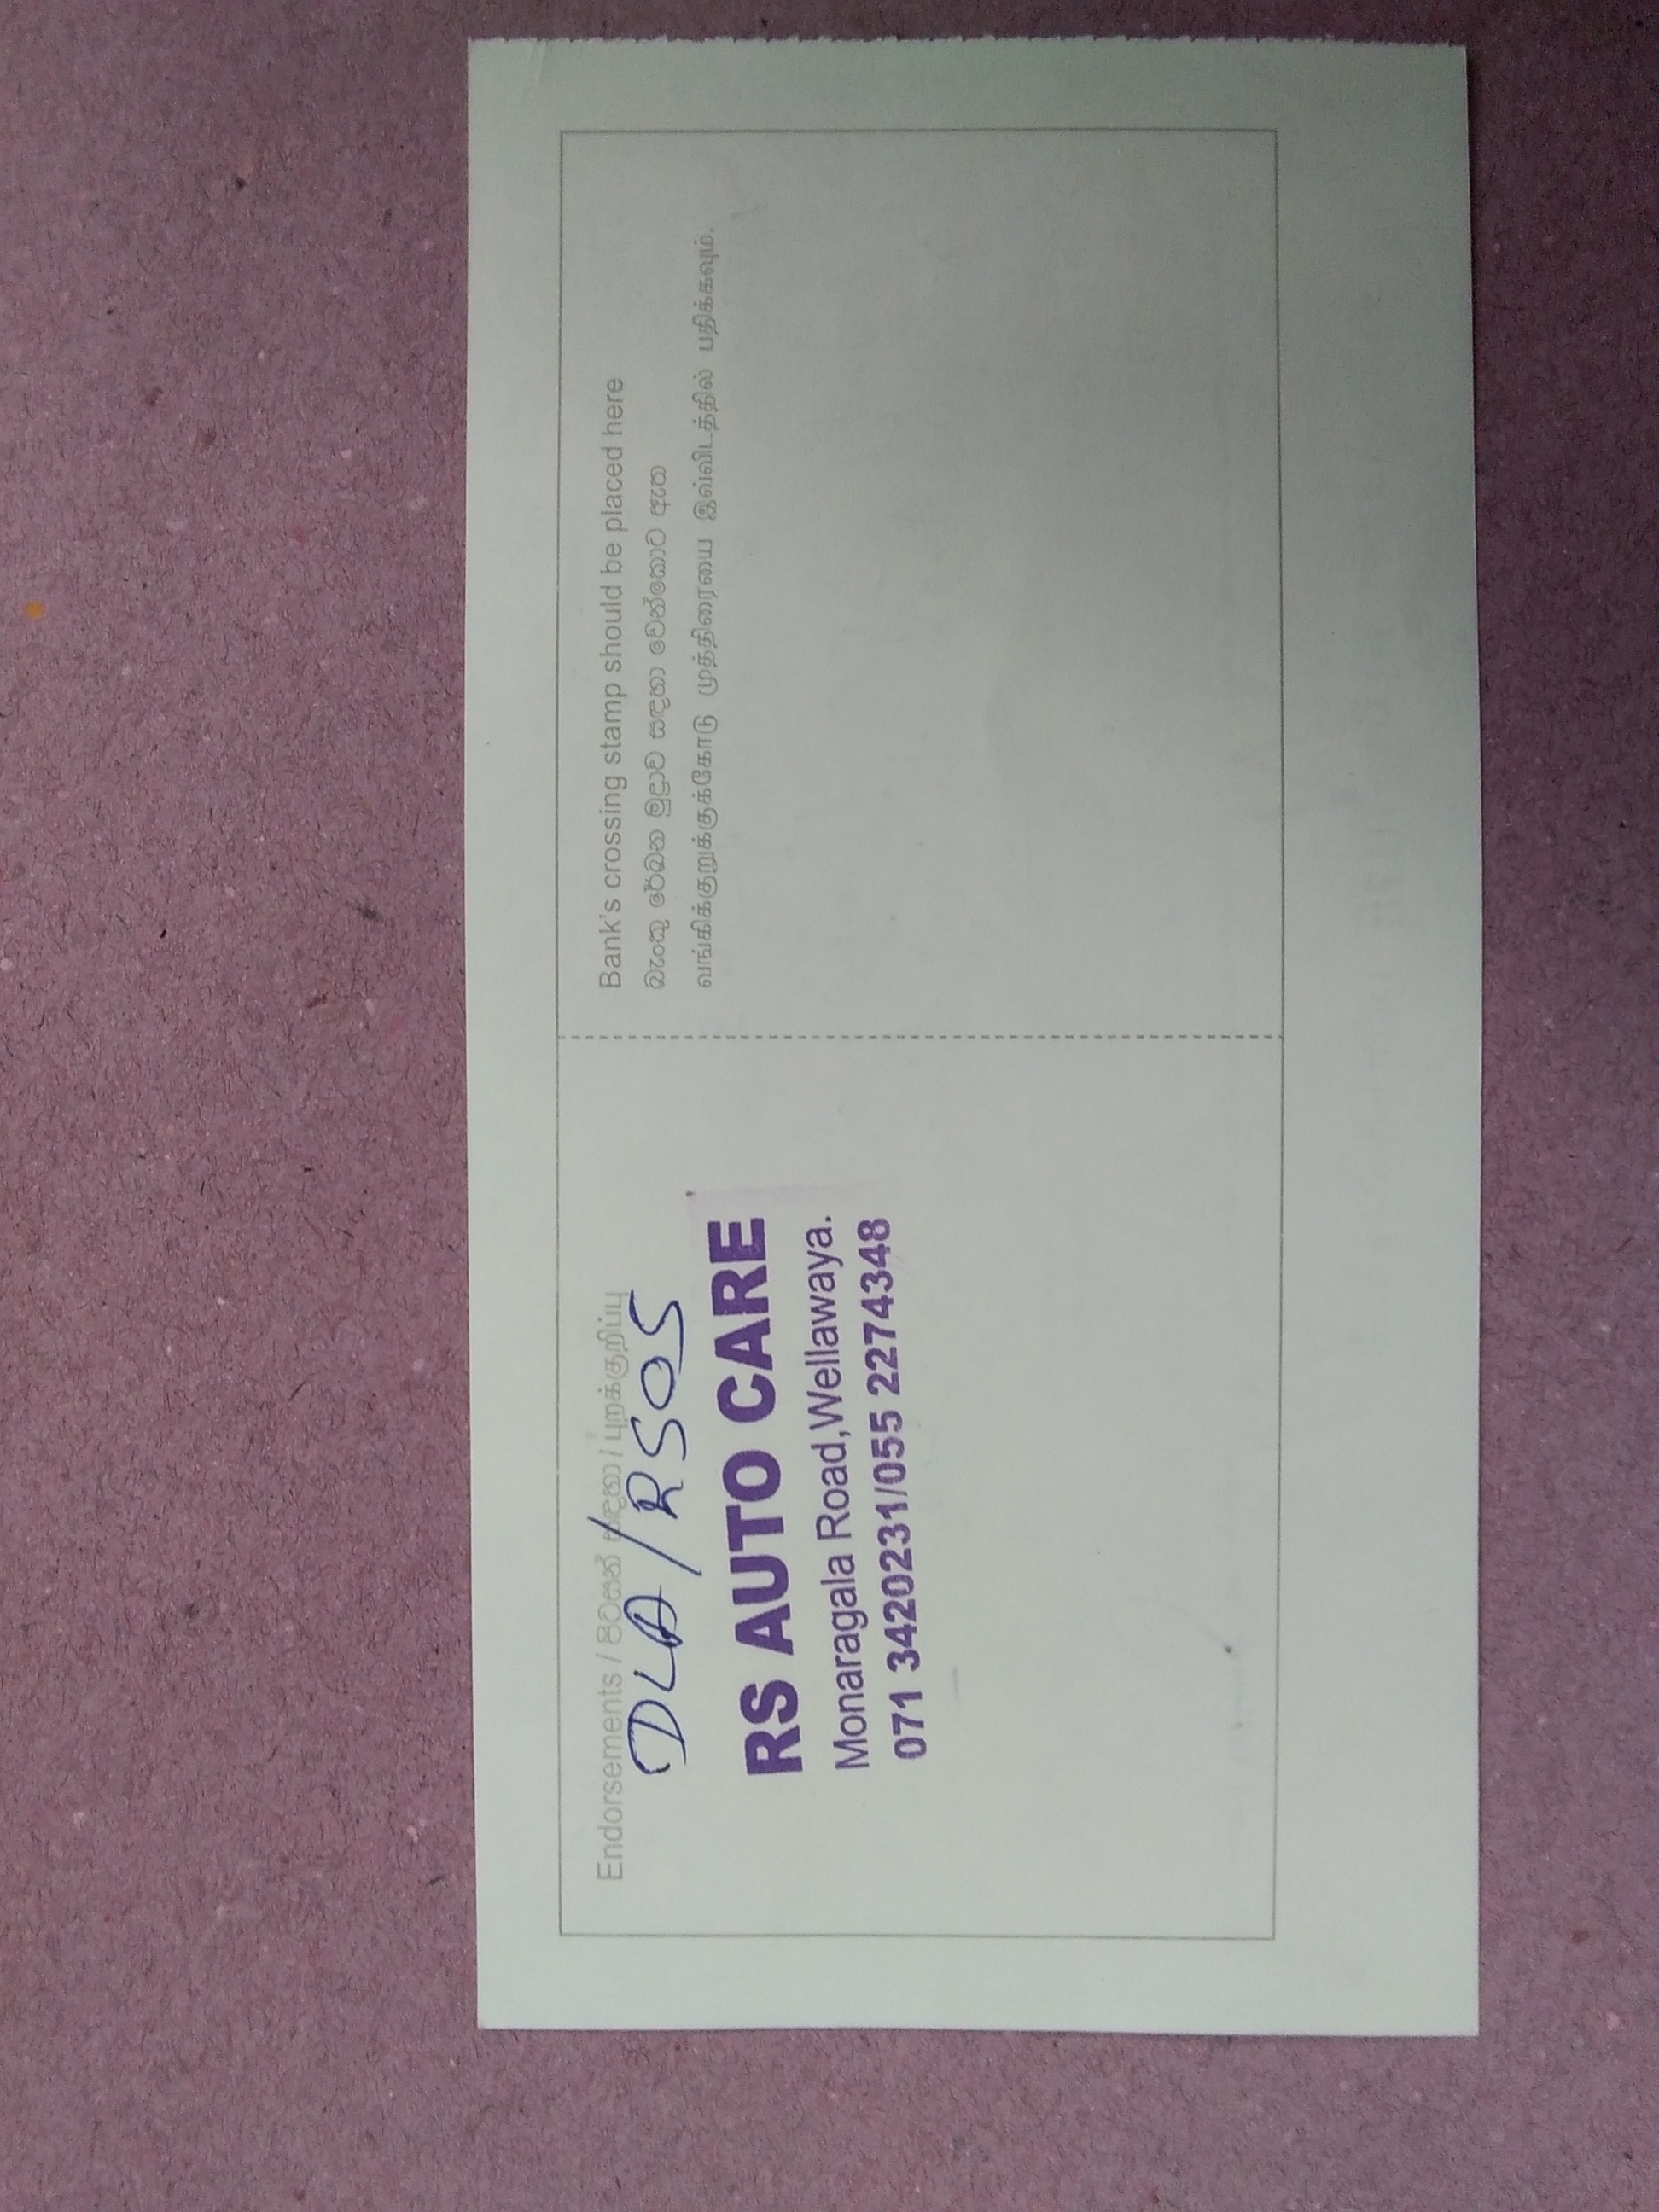 Endorsements / පිටසන් සඳහා / புறக்குறிப்பு
DLA/RS05
RS AUTO CARE
Monaragala Road,Wellawaya.
071 3420231/055 2274348
Bank's crossing stamp should be placed here
බැංකු රේඛන මුද්‍රාව සඳහා වෙන්කොට ඇත
வங்கிக்குறுக்குக்கோடு முத்திரையை இவ்விடத்தில் பதிக்கவும்.